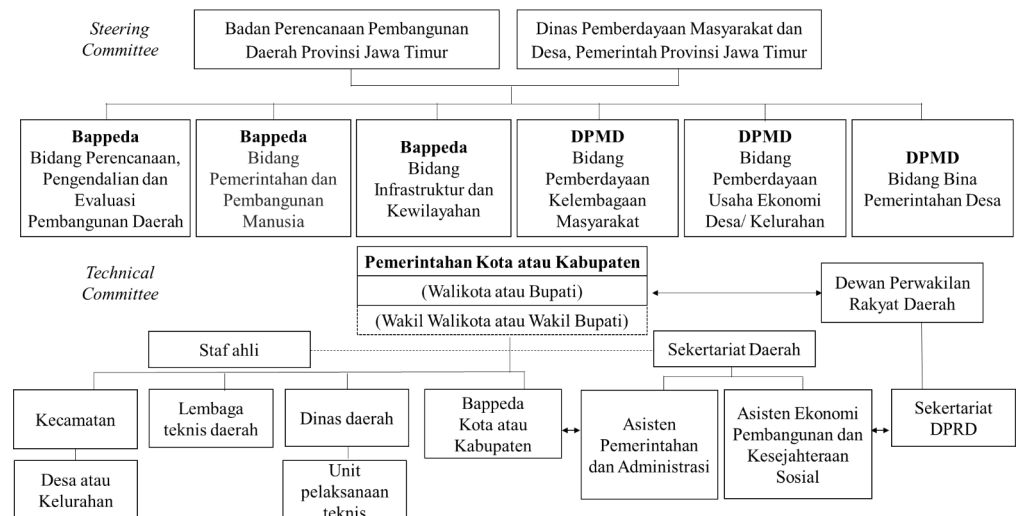 Steering
Committee
Badan Perencanaan Pembangunan
Daerah Provinsi Jawa Timur
Dinas Pemberdayaan Masyarakat dan
Desa, Pemerintah Provinsi Jawa Timur
Bappeda
Bidang Perencanaan,
Pengendalian dan
Evaluasi
Pembangunan Daerah
Bappeda
Bidang
Pemerintahan dan
Pembangunan
Manusia
Bappeda
Bidang
Infrastruktur dan
Kewilayahan
DPMD
Bidang
Pemberdayaan
Kelembagaan
Masyarakat
DPMD
Bidang
Pemberdayaan
Usaha Ekonomi
Desa/ Kelurahan
DPMD
Bidang Bina
Pemerintahan Desa
Technical
Committee
Pemerintahan Kota atau Kabupaten
(Walikota atau Bupati)
(Wakil Walikota atau Wakil Bupati)
Dewan Perwakilan
Rakyat Daerah
Staf ahli
Sekertariat Daerah
Kecamatan
Lembaga
teknis daerah
Dinas daerah
Bappeda
Kota atau
Kabupaten
Asisten
Pemerintahan
dan Administrasi
Asisten Ekonomi
Pembangunan dan
Kesejahteraan
Sosial
Sekertariat
DPRD
Desa atau
Kelurahan
Unit
pelaksanaan
teknis